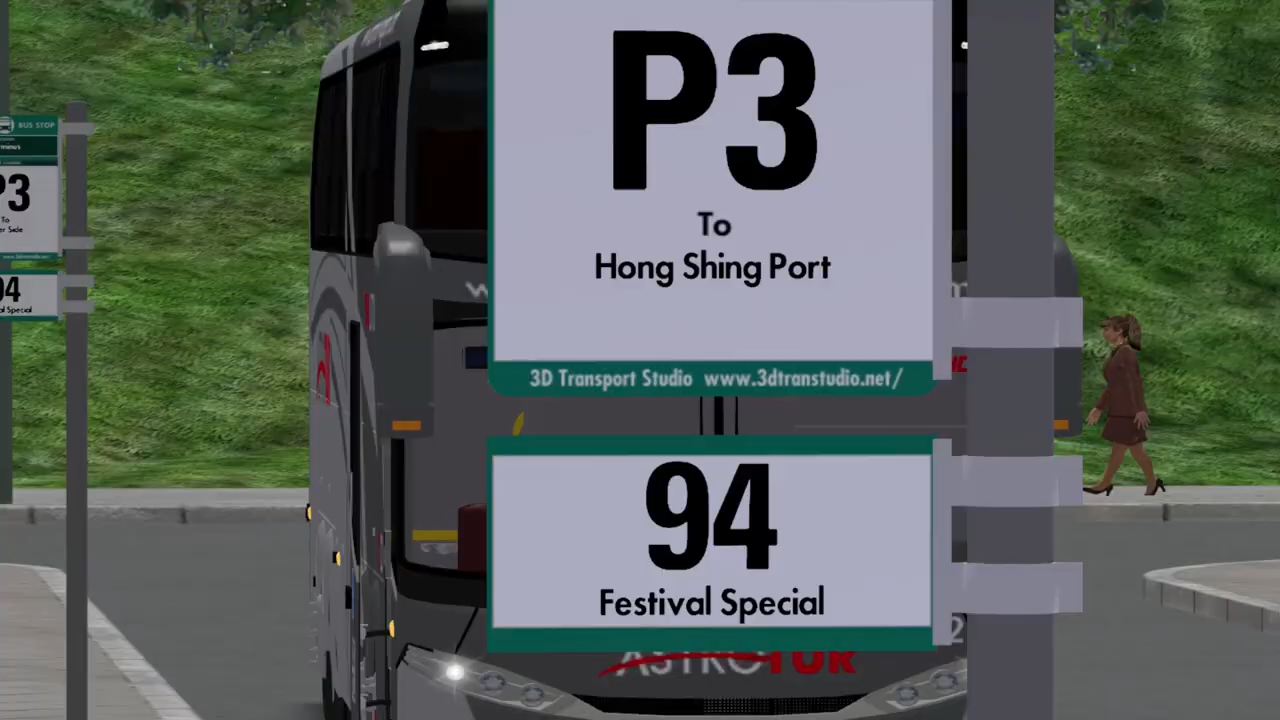 BUS STOP
P3
To
94
P3
To
Hong Shing Port
3D Transport Studio www.3dtranstudio.net/
94
Festival Special
ASTROTUR